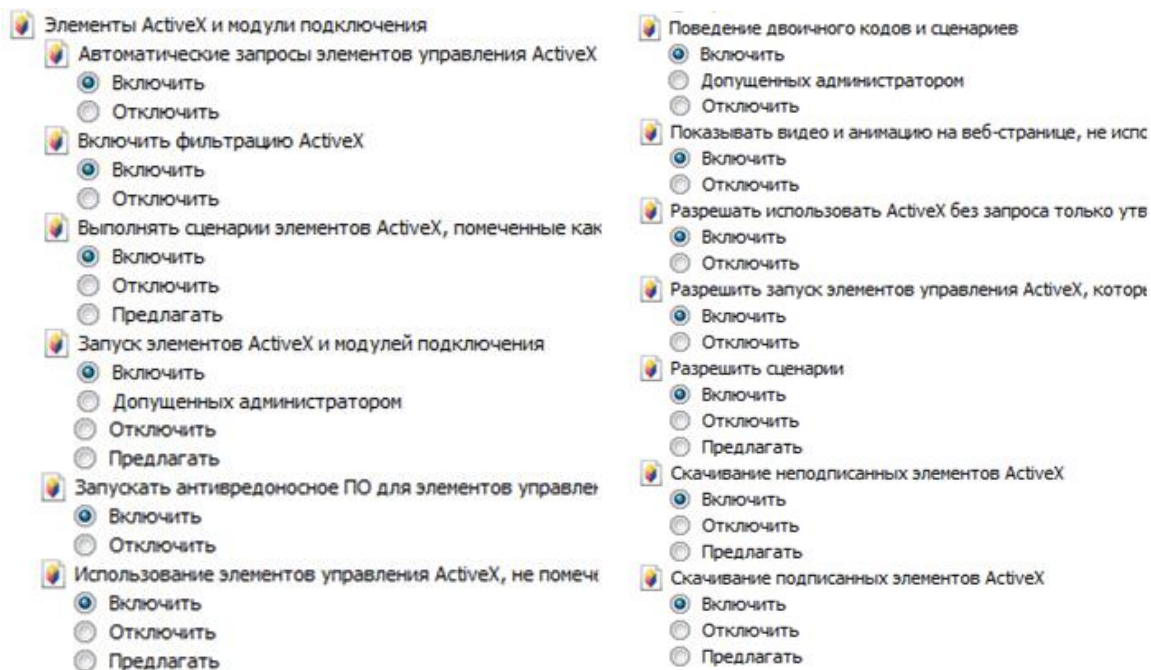 Элементы ActiveX и модули подключения
Автоматические запросы элементов управления ActiveX
Включить
Отключить
Включить фильтрацию ActiveX
Включить
Отключить
Выполнять сценарии элементов ActiveX, помеченные как
Включить
Отключить
Предлагать
Запуск элементов ActiveX и модулей подключения
Включить
Допущенных администратором
Отключить
Предлагать
Запускать антивредоносное ПО для элементов управлен
Включить
Отключить
Использование элементов управления ActiveX, не помече
Включить
Отключить
Предлагать
Поведение двоичного кодов и сценариев
Включить
Допущенных администратором
Отключить
Показывать видео и анимацию на веб-странице, не испо
Включить
Отключить
Разрешать использовать ActiveX без запроса только утв
Включить
Отключить
Разрешить запуск элементов управления ActiveX, которы
Включить
Отключить
Разрешить сценарии
Включить
Отключить
Предлагать
Скачивание неподписанных элементов ActiveX
Включить
Отключить
Предлагать
Скачивание подписанных элементов ActiveX
Включить
Отключить
Предлагать